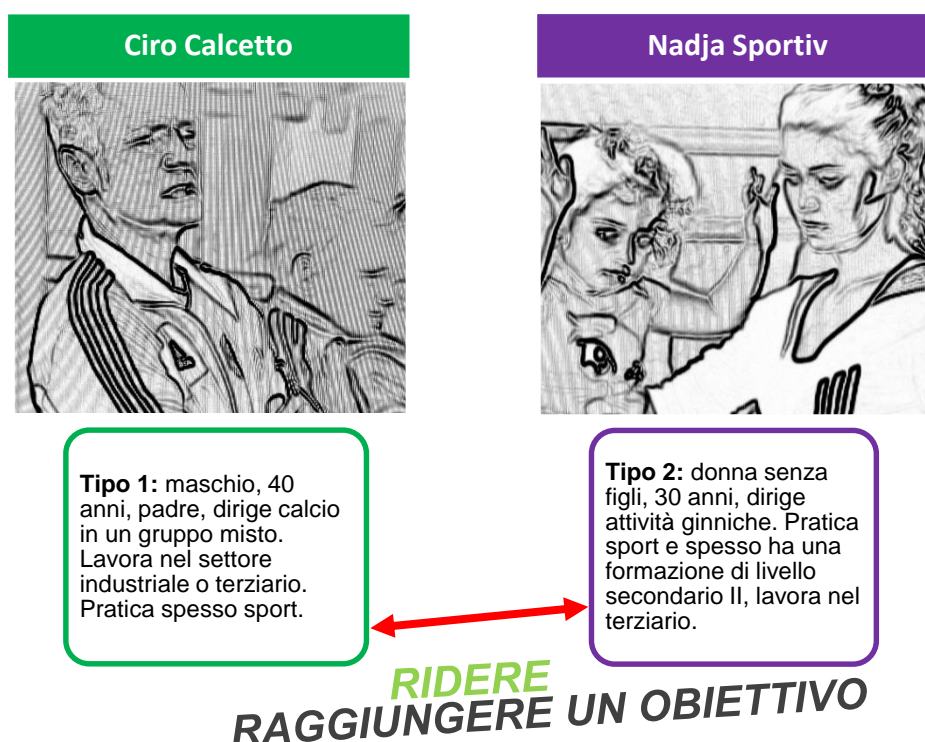 Ciro Calcetto
Nadja Sportiv
Tipo 1: maschio, 40
anni, padre, dirige calcio
in un gruppo misto.
Lavora nel settore
industriale o terziario.
Pratica spesso sport.
Tipo 2: donna senza
figli, 30 anni, dirige
attività ginniche. Pratica
sport e spesso ha una
formazione di livello
secondario II, lavora nel
terziario.
RIDERE
RAGGIUNGERE UN OBIETTIVO